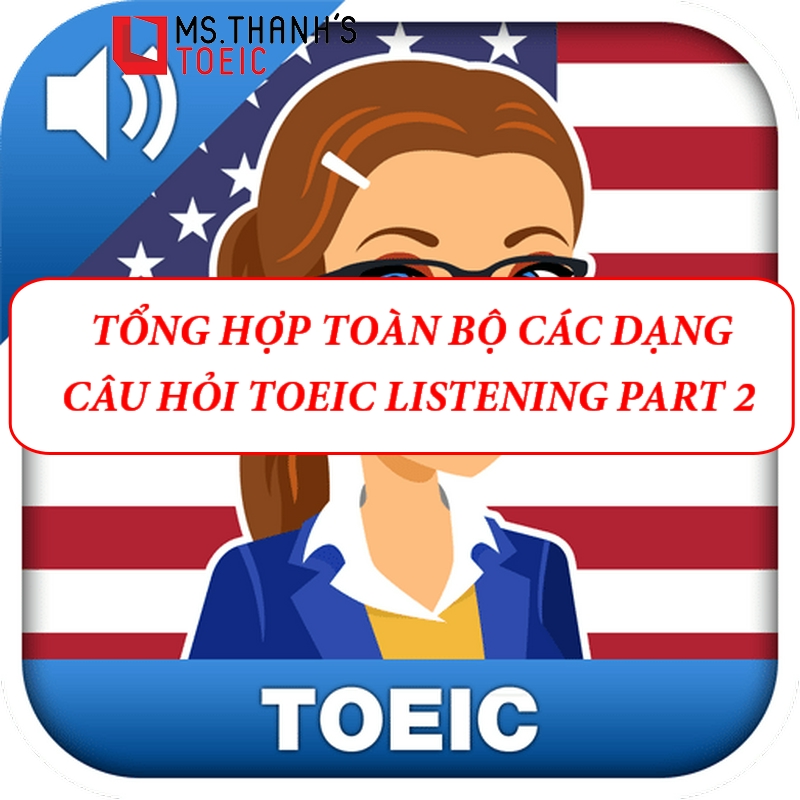 MS.THANH'S
TOEIC
TỔNG HỢP TOÀN BỘ CÁC DẠNG
CÂU HỎI TOEIC LISTENING PART 2
TOEIC